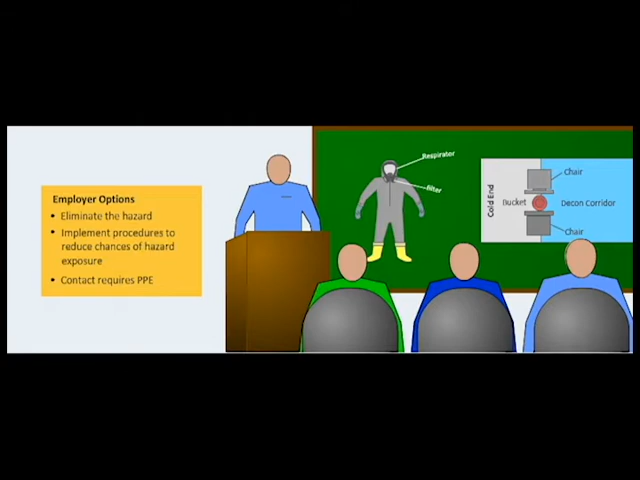 Employer Options
• Eliminate the hazard
• Implement procedures to
reduce chances of hazard
exposure
• Contact requires PPE
Respirator
filter
Cold End
Chair
Bucket
Decon Corridor
Chair